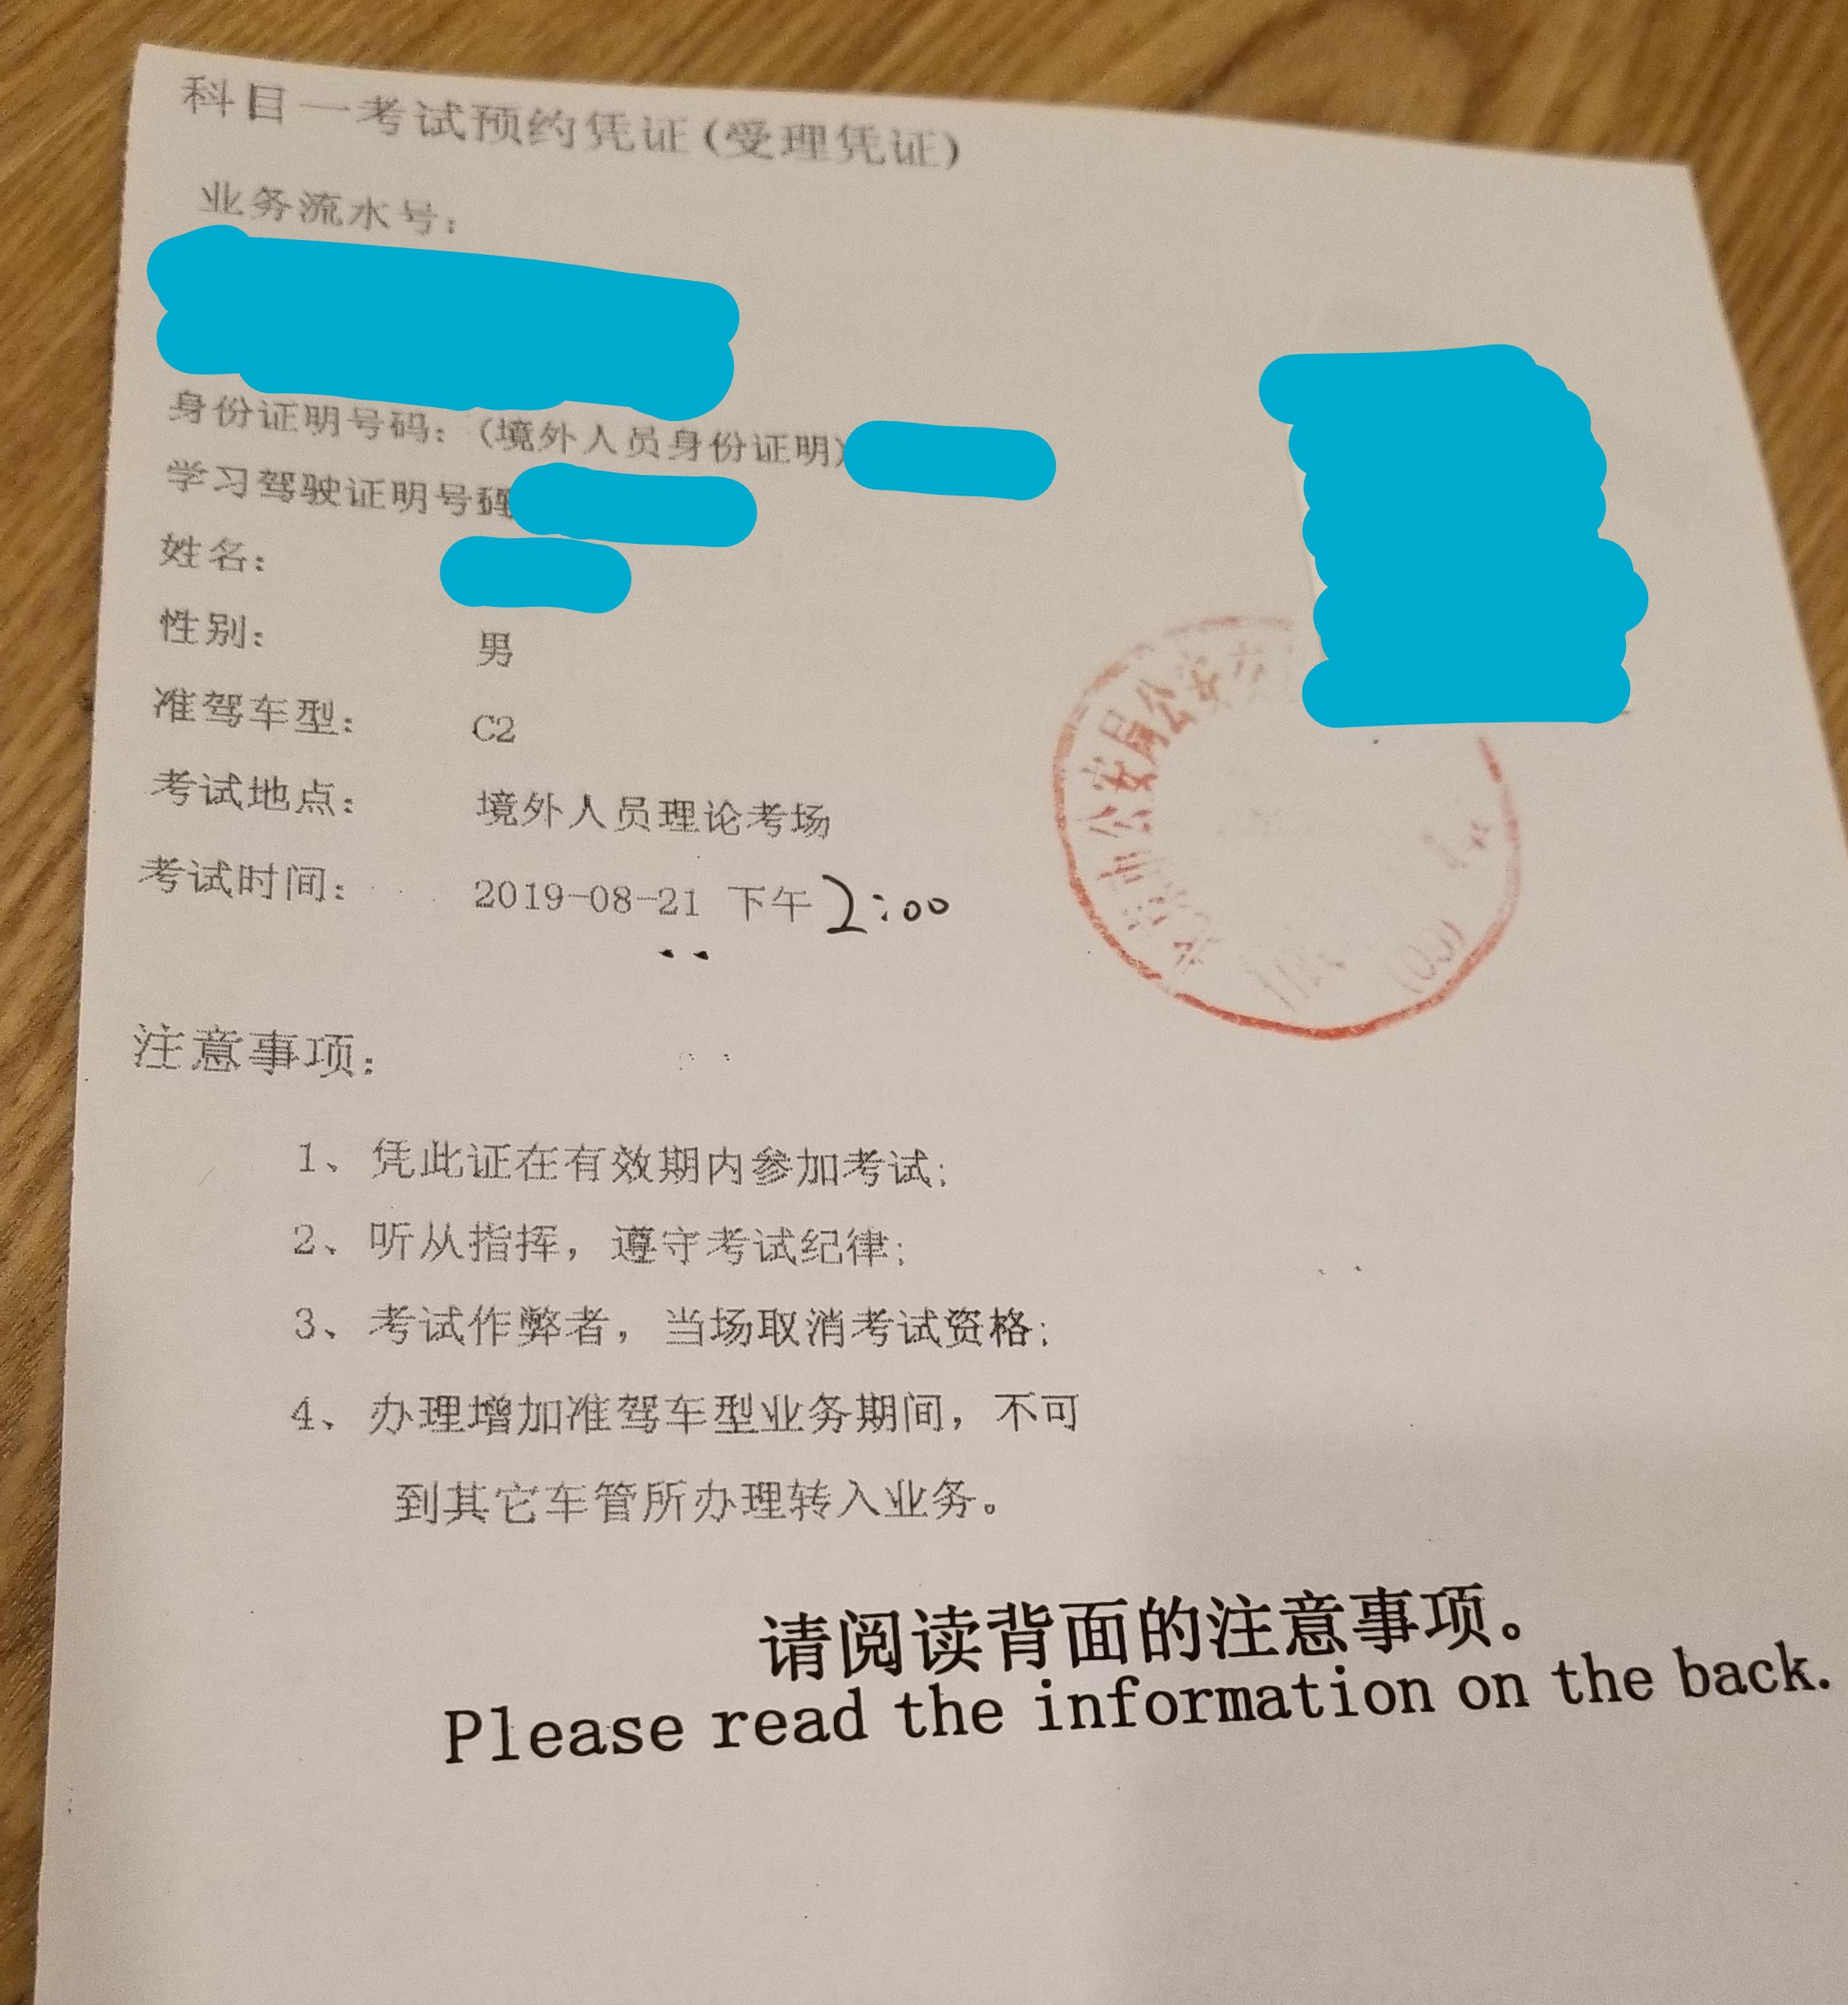 科目一考试预约凭证(受理凭证)
业务流水号:
身份证明号码:(境外人员身份证明)
学习驾驶证明号码
姓名:
性别: 男
准驾车型: C2
考试地点: 境外人员理论考场
考试时间: 2019-08-21 下午 2:00
市公安局公安
注意事项:
1、凭此证在有效期内参加考试;
2、听从指挥，遵守考试纪律;
3、考试作弊者，当场取消考试资格;
4、办理增加准驾车型业务期间，不可
到其它车管所办理转入业务。
请阅读背面的注意事项。
Please read the information on the back.